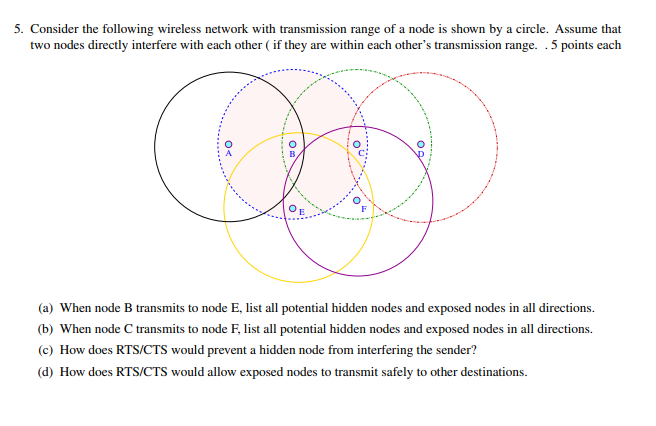 5. Consider the following wireless network with transmission range of a node is shown by a circle. Assume that
two nodes directly interfere with each other ( if they are within each other's transmission range. . 5 points each
A
B
C
D
E
F
(a) When node B transmits to node E, list all potential hidden nodes and exposed nodes in all directions.
(b) When node C transmits to node F, list all potential hidden nodes and exposed nodes in all directions.
(c) How does RTS/CTS would prevent a hidden node from interfering the sender?
(d) How does RTS/CTS would allow exposed nodes to transmit safely to other destinations.